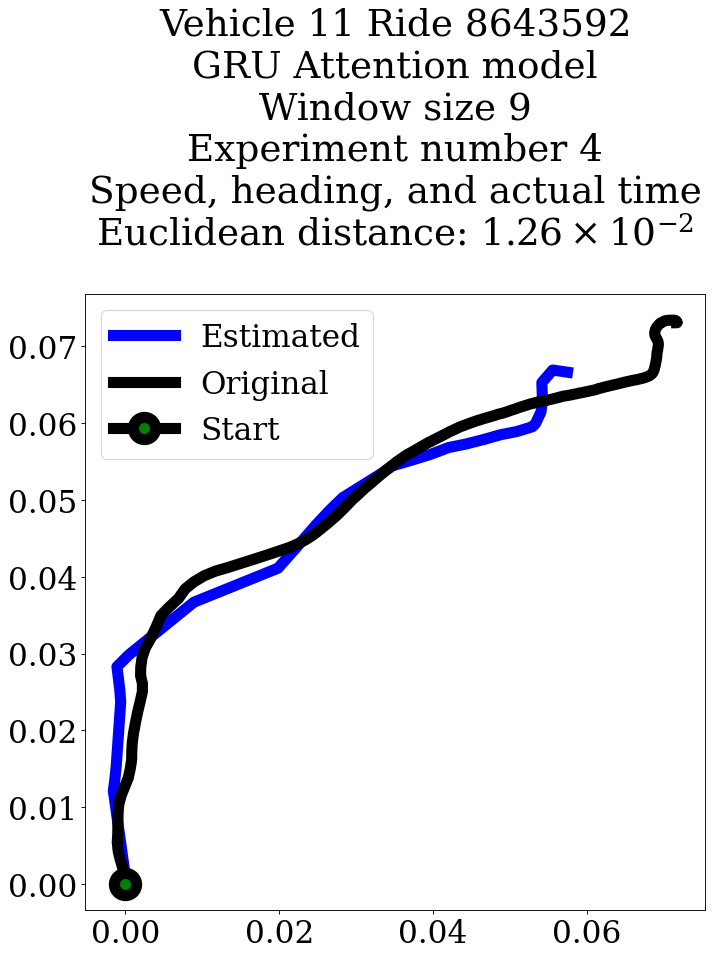 Vehicle 11 Ride 8643592
GRU Attention model
Window size 9
Experiment number 4
Speed, heading, and actual time
Euclidean distance: 1.26 × 10⁻²
Estimated
Original
Start
0.07
0.06
0.05
0.04
0.03
0.02
0.01
0.00
0.00 0.02 0.04 0.06